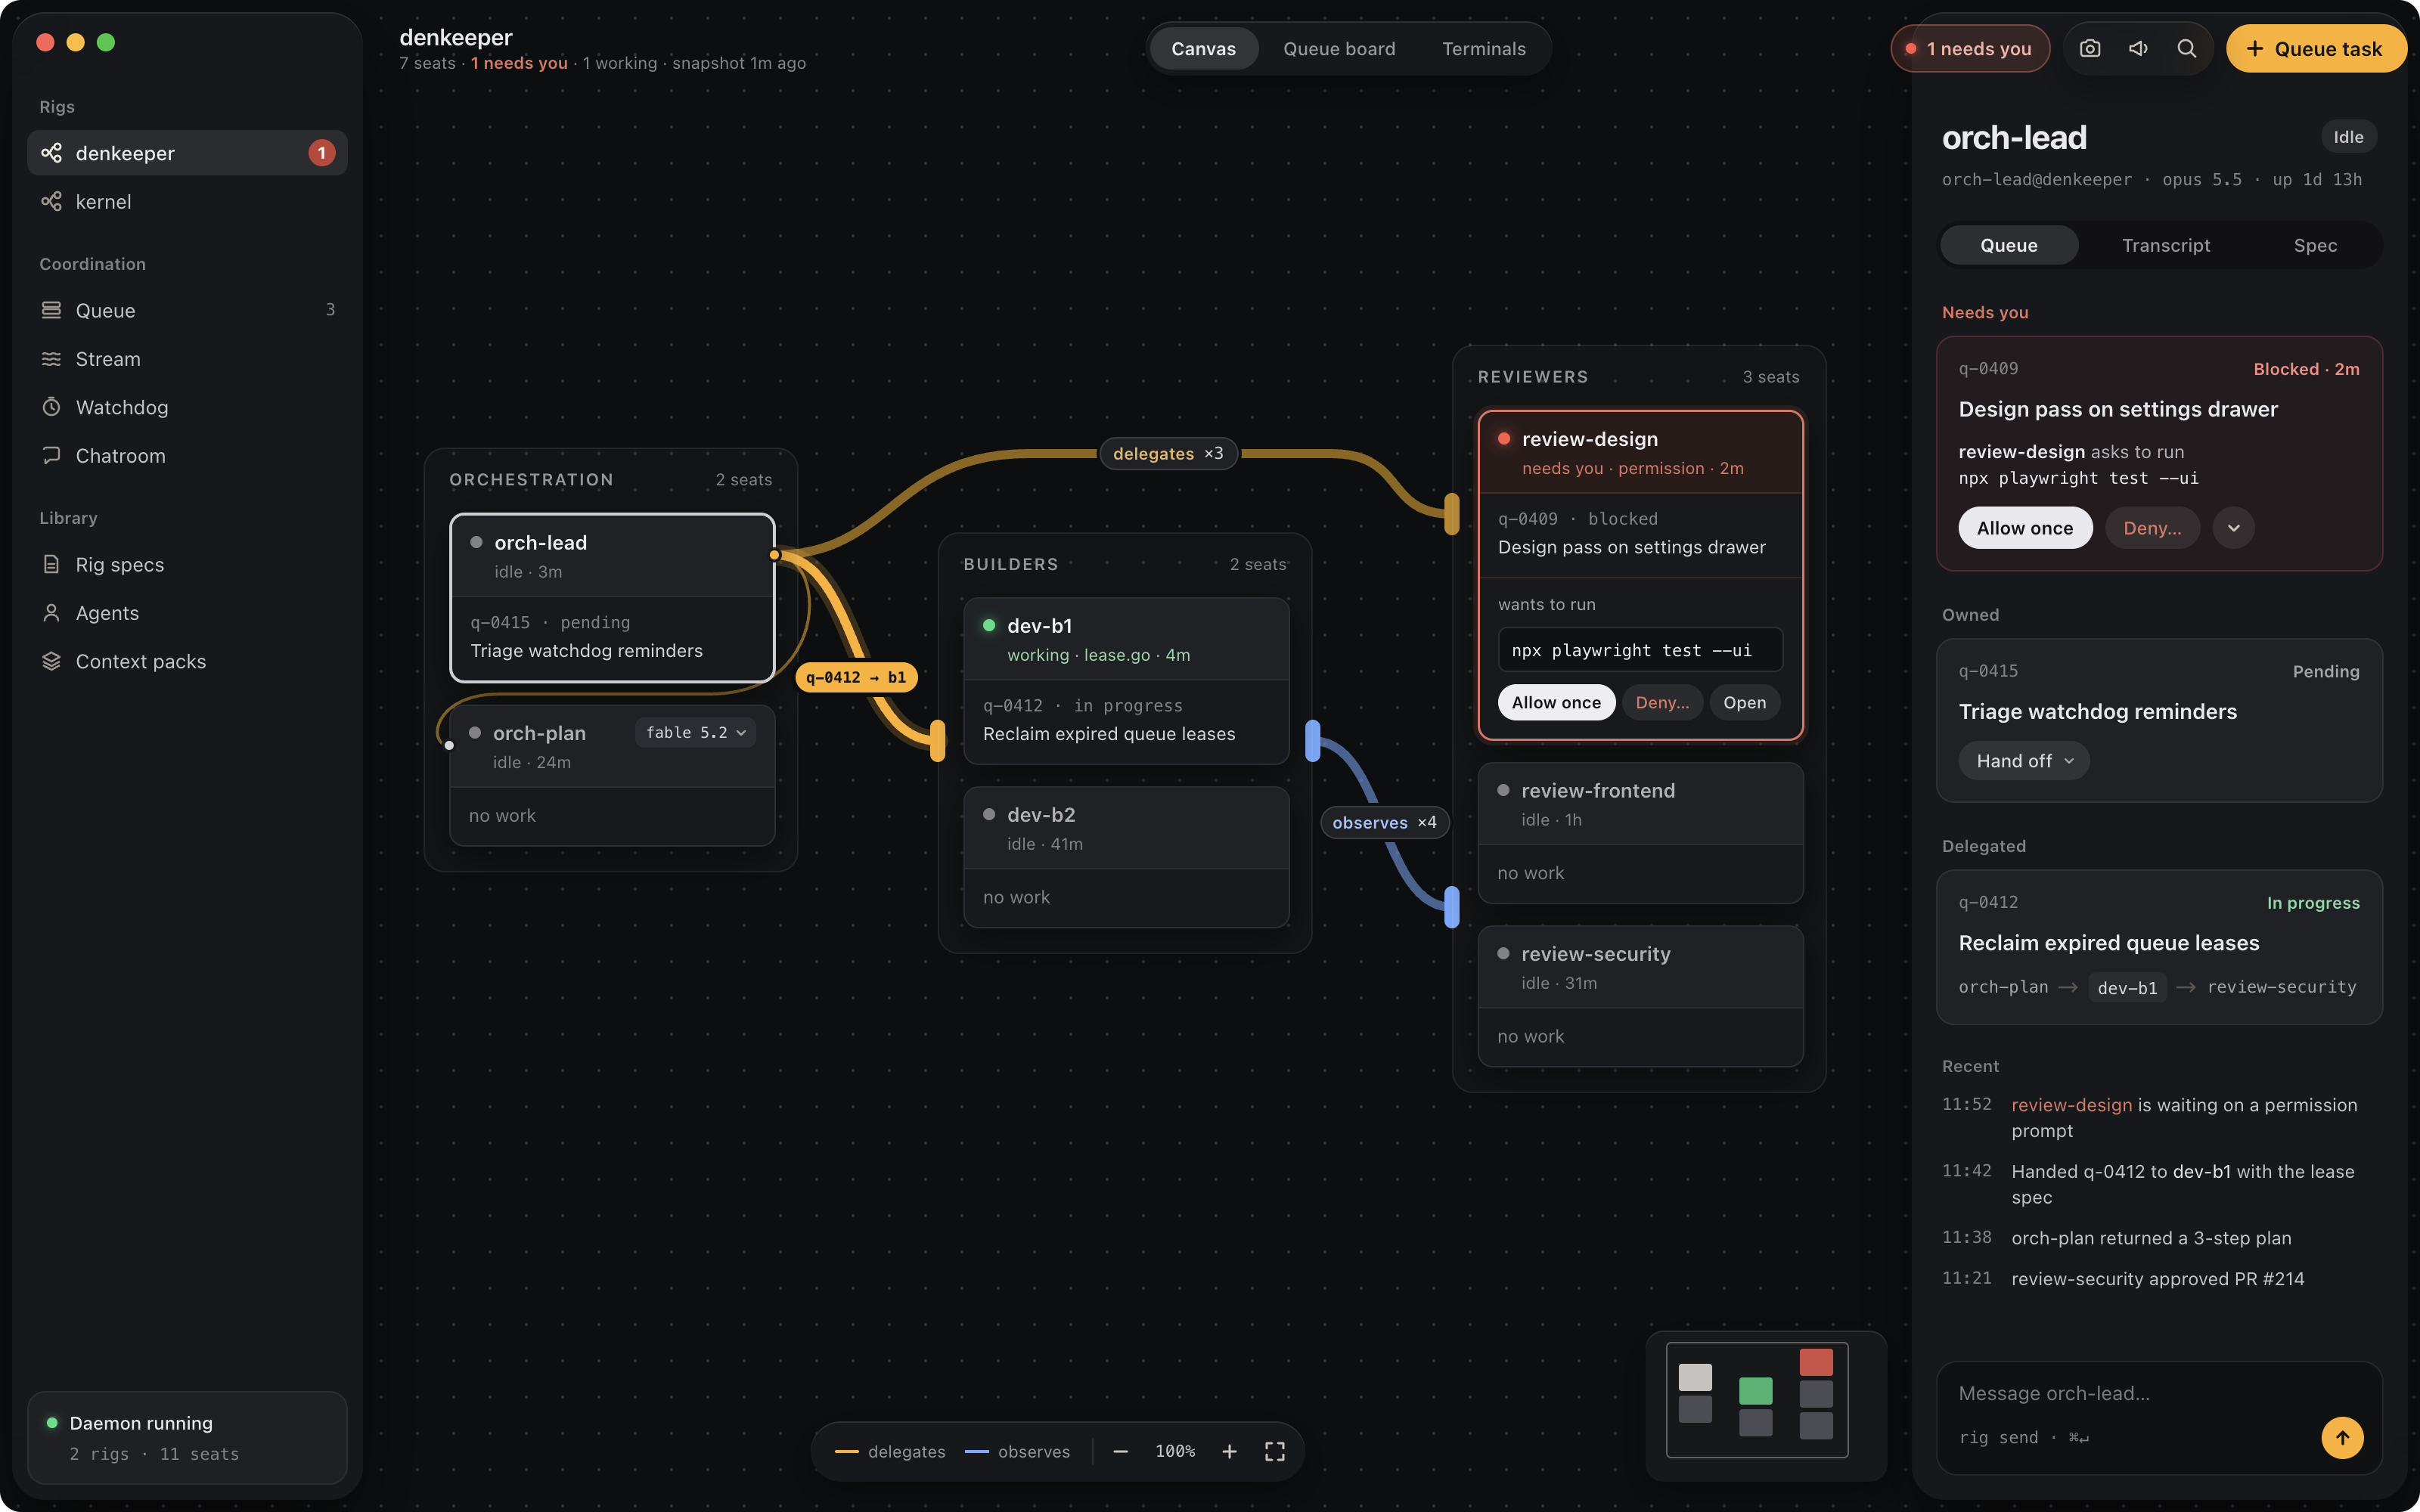 Rigs
denkeeper
1
kernel
Coordination
Queue
3
Stream
Watchdog
Chatroom
Library
Rig specs
Agents
Context packs
Daemon running
2 rigs · 11 seats
denkeeper
7 seats · 1 needs you · 1 working · snapshot 1m ago
Canvas
Queue board
Terminals
1 needs you
+ Queue task
ORCHESTRATION
2 seats
orch-lead
idle · 3m
q-0415 · pending
Triage watchdog reminders
orch-plan
fable 5.2
idle · 24m
no work
delegates ×3
q-0412 → b1
BUILDERS
2 seats
dev-b1
working · lease.go · 4m
q-0412 · in progress
Reclaim expired queue leases
dev-b2
idle · 41m
no work
observes ×4
REVIEWERS
3 seats
review-design
needs you · permission · 2m
q-0409 · blocked
Design pass on settings drawer
wants to run
npx playwright test --ui
Allow once
Deny…
Open
review-frontend
idle · 1h
no work
review-security
idle · 31m
no work
delegates
observes
− 100% +
orch-lead
Idle
orch-lead@denkeeper · opus 5.5 · up 1d 13h
Queue
Transcript
Spec
Needs you
q-0409
Blocked · 2m
Design pass on settings drawer
review-design asks to run
npx playwright test --ui
Allow once
Deny…
Owned
q-0415
Pending
Triage watchdog reminders
Hand off
Delegated
q-0412
In progress
Reclaim expired queue leases
orch-plan → dev-b1 → review-security
Recent
11:52 review-design is waiting on a permission
prompt
11:42 Handed q-0412 to dev-b1 with the lease
spec
11:38 orch-plan returned a 3-step plan
11:21 review-security approved PR #214
Message orch-lead…
rig send · ⌘↵